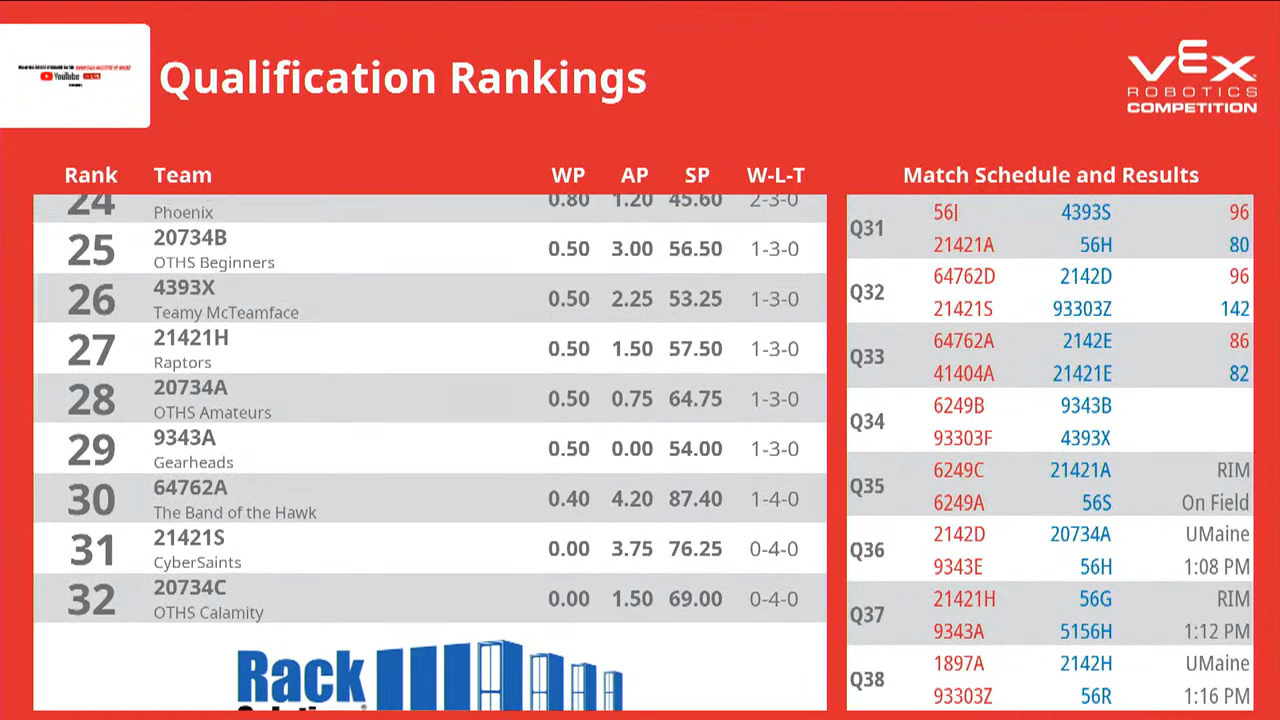 YouTube LIVE
Qualification Rankings
VEX
ROBOTICS
COMPETITION
Rank Team WP AP SP W-L-T
24 Phoenix 0.80 1.20 45.60 2-3-0
25 20734B 0.50 3.00 56.50 1-3-0
OTHS Beginners
26 4393X 0.50 2.25 53.25 1-3-0
Teamy McTeamface
27 21421H 0.50 1.50 57.50 1-3-0
Raptors
28 20734A 0.50 0.75 64.75 1-3-0
OTHS Amateurs
29 9343A 0.50 0.00 54.00 1-3-0
Gearheads
30 64762A 0.40 4.20 87.40 1-4-0
The Band of the Hawk
31 21421S 0.00 3.75 76.25 0-4-0
CyberSaints
32 20734C 0.00 1.50 69.00 0-4-0
OTHS Calamity
Rack
Match Schedule and Results
Q31 56J 4393S 96
21421A 56H 80
Q32 64762D 2142D 96
21421S 93303Z 142
Q33 64762A 2142E 86
41404A 21421E 82
Q34 6249B 9343B
93303F 4393X
Q35 6249C 21421A RIM
6249A 56S On Field
Q36 2142D 20734A UMaine
9343E 56H 1:08 PM
Q37 21421H 56G RIM
9343A 5156H 1:12 PM
Q38 1897A 2142H UMaine
93303Z 56R 1:16 PM